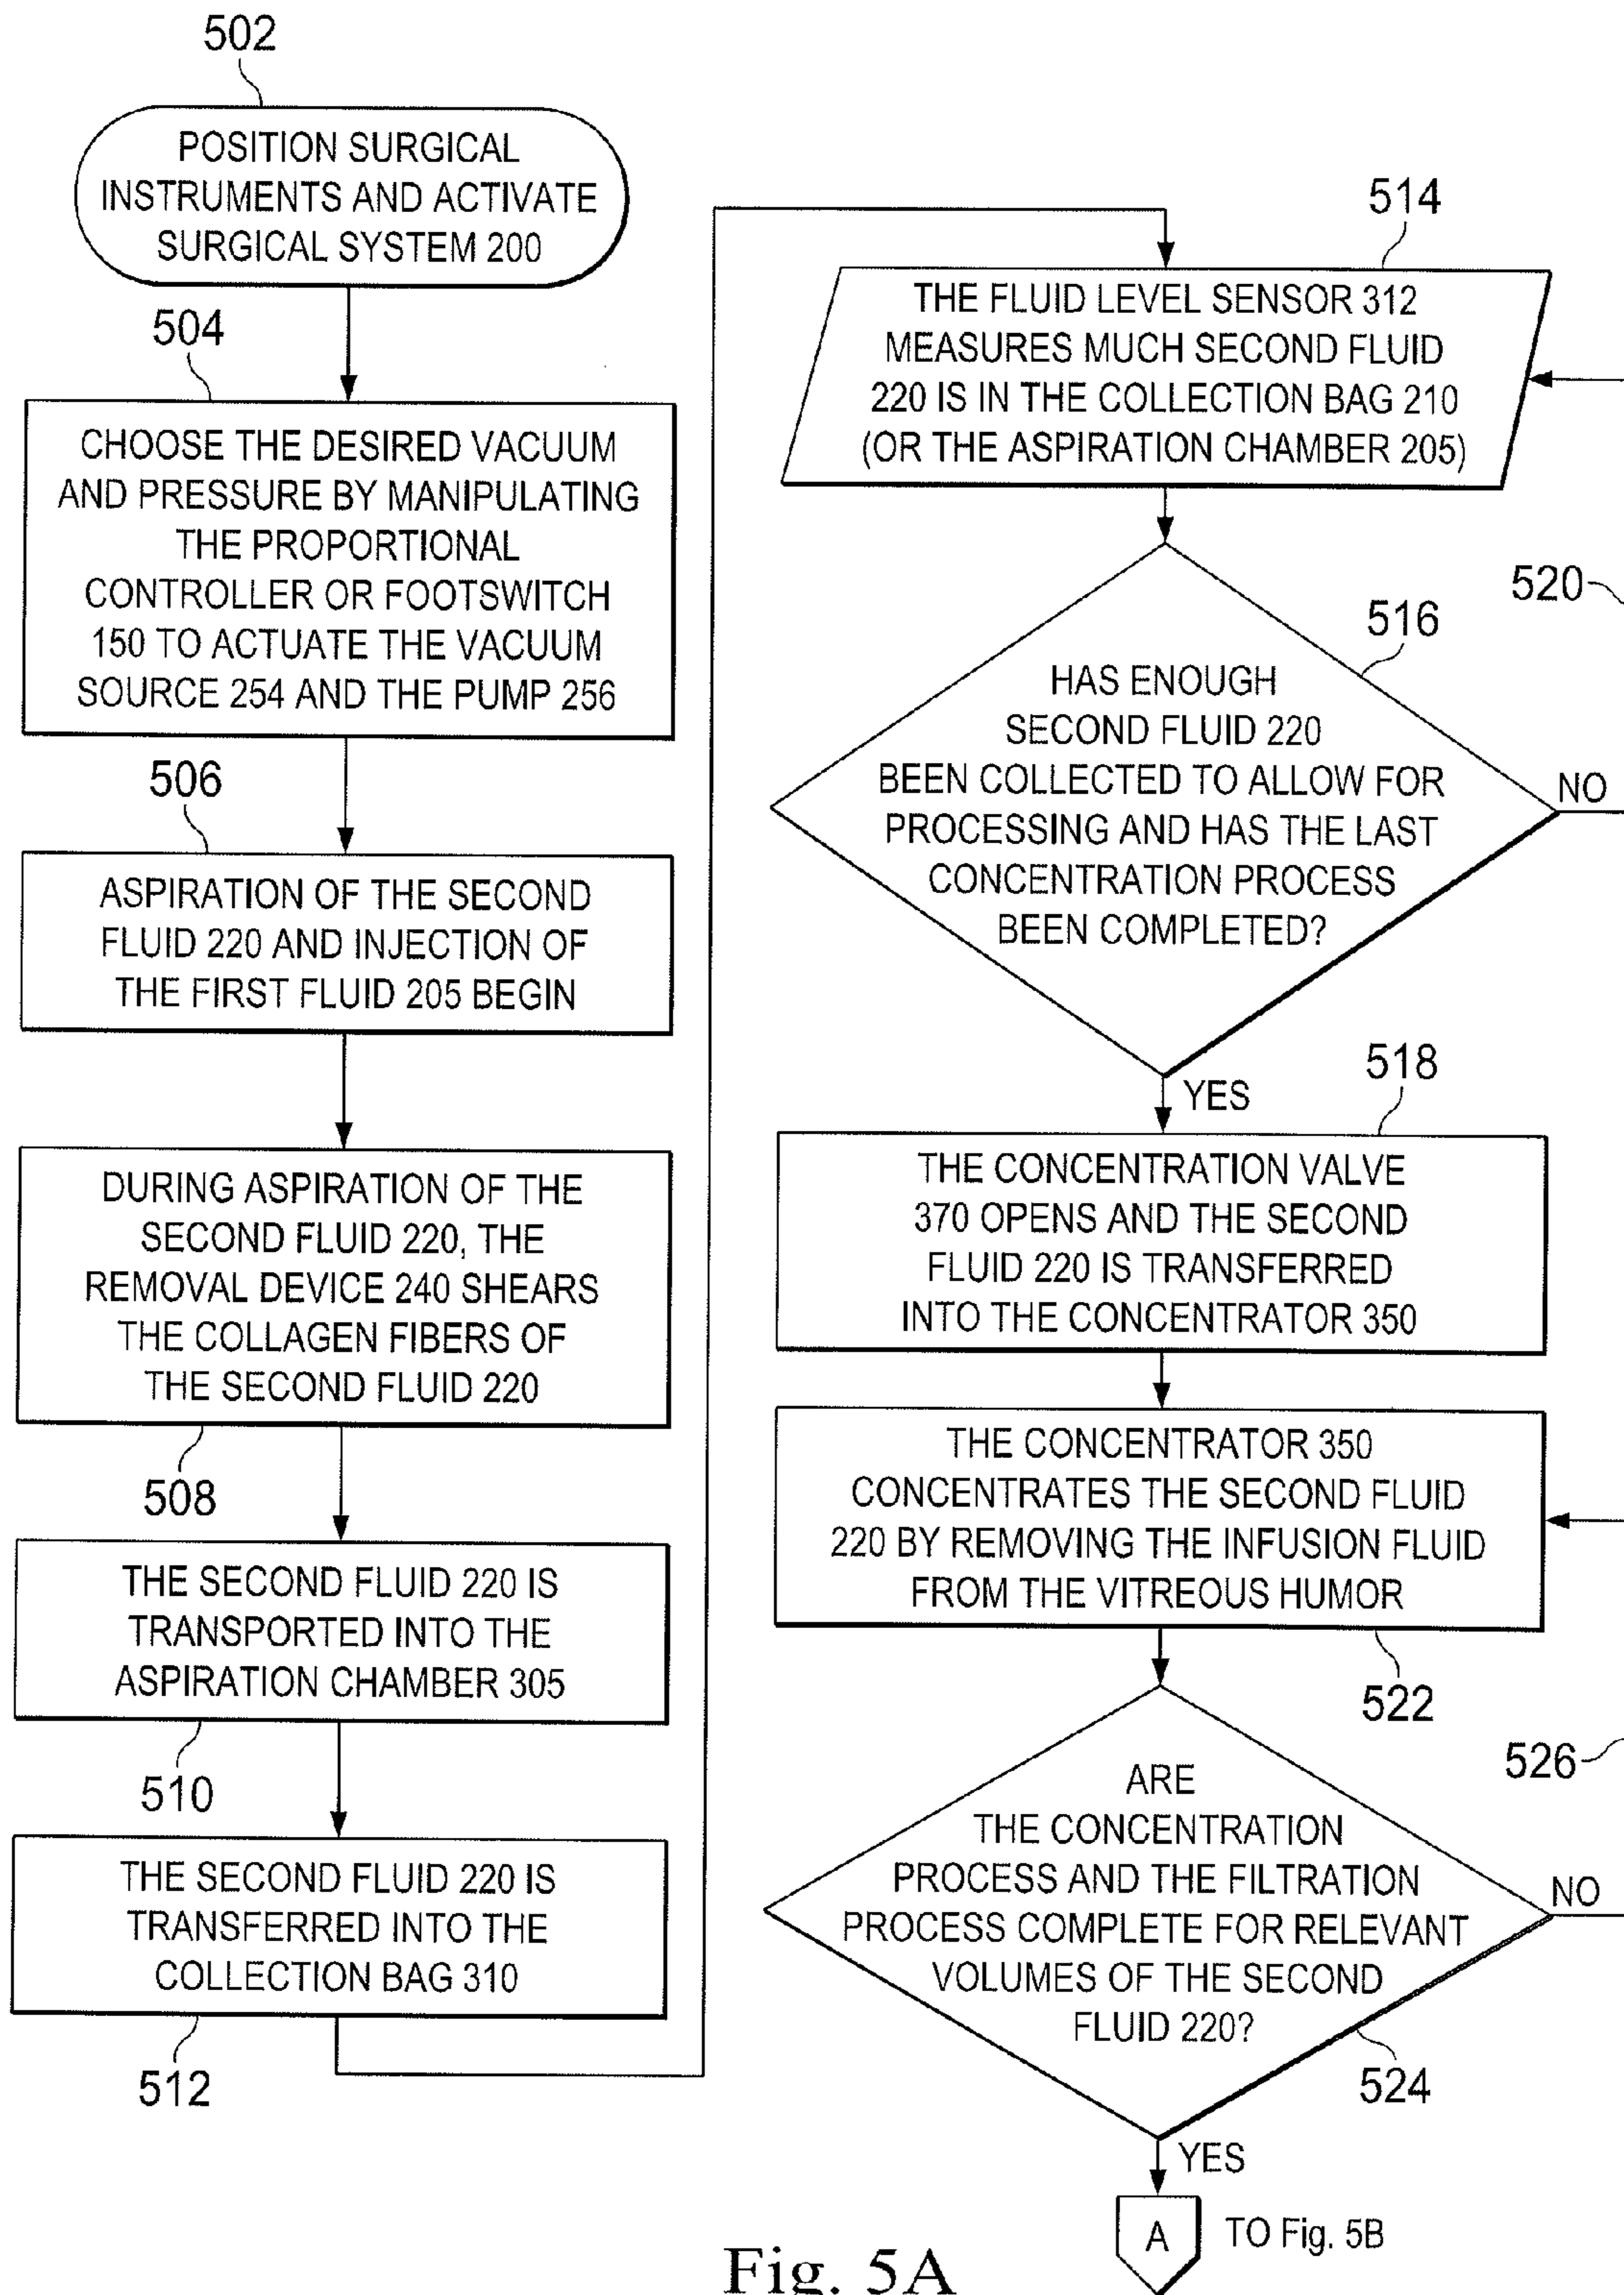 502
POSITION SURGICAL
INSTRUMENTS AND ACTIVATE
SURGICAL SYSTEM 200
504
CHOOSE THE DESIRED VACUUM
AND PRESSURE BY MANIPULATING
THE PROPORTIONAL
CONTROLLER OR FOOTSWITCH
150 TO ACTUATE THE VACUUM
SOURCE 254 AND THE PUMP 256
506
ASPIRATION OF THE SECOND
FLUID 220 AND INJECTION OF
THE FIRST FLUID 205 BEGIN
DURING ASPIRATION OF THE
SECOND FLUID 220, THE
REMOVAL DEVICE 240 SHEARS
THE COLLAGEN FIBERS OF
THE SECOND FLUID 220
508
THE SECOND FLUID 220 IS
TRANSPORTED INTO THE
ASPIRATION CHAMBER 305
510
THE SECOND FLUID 220 IS
TRANSFERRED INTO THE
COLLECTION BAG 310
512
514
THE FLUID LEVEL SENSOR 312
MEASURES MUCH SECOND FLUID
220 IS IN THE COLLECTION BAG 210
(OR THE ASPIRATION CHAMBER 205)
520
516
HAS ENOUGH
SECOND FLUID 220
BEEN COLLECTED TO ALLOW FOR
PROCESSING AND HAS THE LAST
CONCENTRATION PROCESS
BEEN COMPLETED?
NO
YES
518
THE CONCENTRATION VALVE
370 OPENS AND THE SECOND
FLUID 220 IS TRANSFERRED
INTO THE CONCENTRATOR 350
THE CONCENTRATOR 350
CONCENTRATES THE SECOND FLUID
220 BY REMOVING THE INFUSION FLUID
FROM THE VITREOUS HUMOR
522
526
ARE
THE CONCENTRATION
PROCESS AND THE FILTRATION
PROCESS COMPLETE FOR RELEVANT
VOLUMES OF THE SECOND
FLUID 220?
NO
524
YES
A
TO Fig. 5B
Fig. 5A